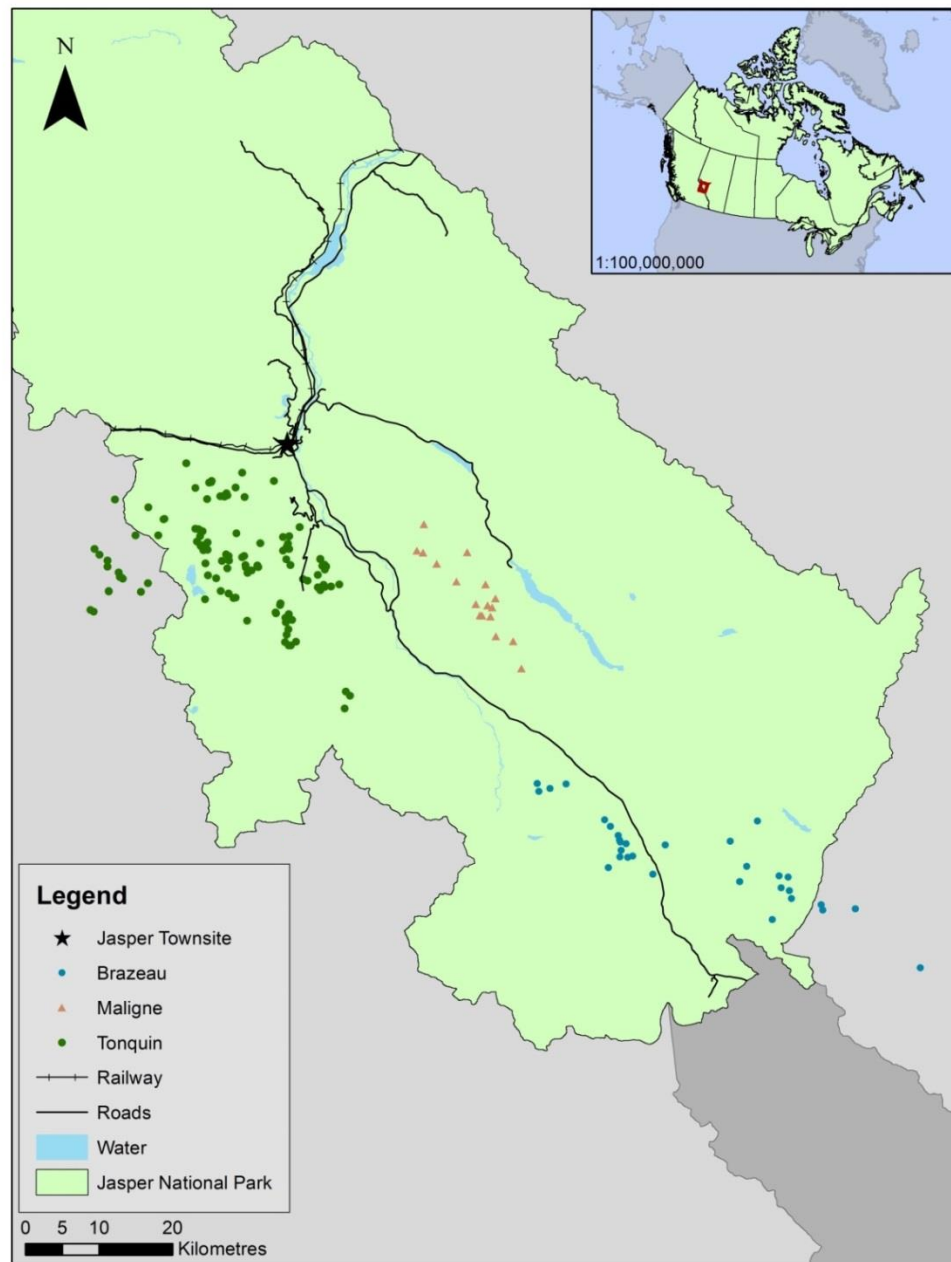 N
1:100,000,000
Legend
Jasper Townsite
Brazeau
Maligne
Tonquin
Railway
Roads
Water
Jasper National Park
0 5 10 20
Kilometres